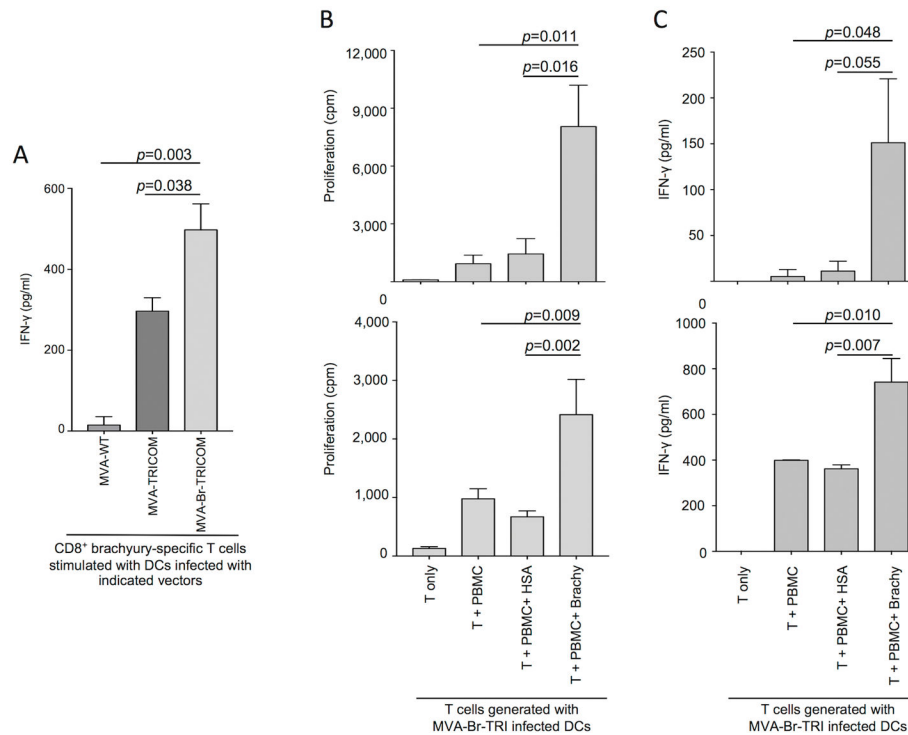 A
p=0.003
p=0.038
600
400
200
0
IFN-γ (pg/ml)
MVA-WT
MVA-TRICOM
MVA-Br-TRICOM
CD8⁺ brachyury-specific T cells
stimulated with DCs infected with
indicated vectors
B
p=0.011
p=0.016
12,000
9,000
6,000
3,000
0
Proliferation (cpm)
p=0.009
p=0.002
4,000
3,000
2,000
1,000
0
Proliferation (cpm)
T only
T + PBMC
T + PBMC+ HSA
T + PBMC+ Brachy
T cells generated with
MVA-Br-TRI infected DCs
C
p=0.048
p=0.055
250
200
150
100
50
0
IFN-γ (pg/ml)
p=0.010
p=0.007
1000
800
600
400
200
0
IFN-γ (pg/ml)
T only
T + PBMC
T + PBMC+ HSA
T + PBMC+ Brachy
T cells generated with
MVA-Br-TRI infected DCs